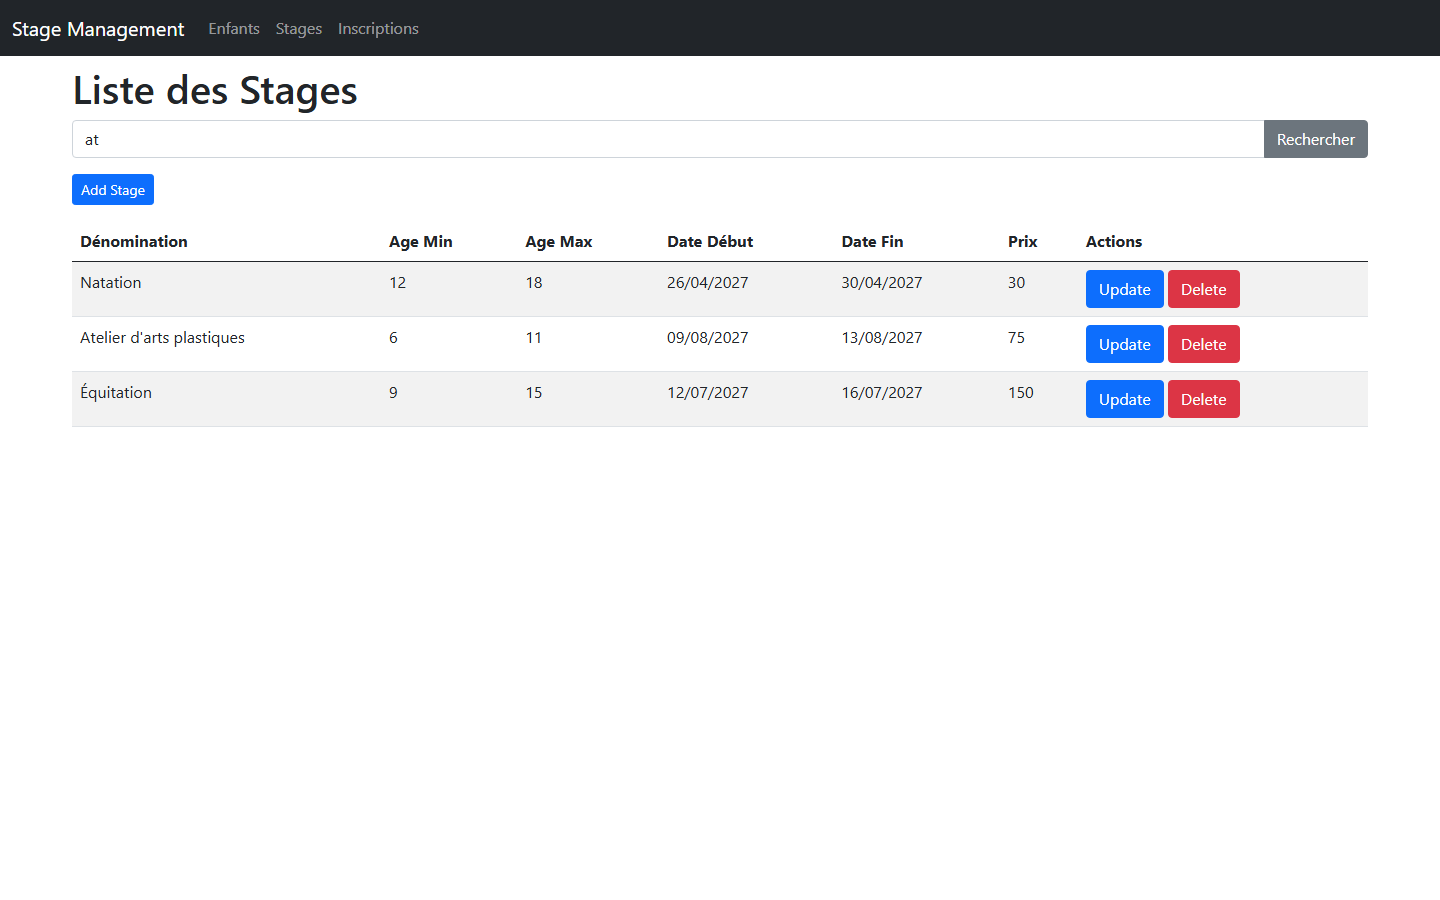 Stage Management Enfants Stages Inscriptions
Liste des Stages
at Rechercher
Add Stage
Dénomination Age Min Age Max Date Début Date Fin Prix Actions
Natation 12 18 26/04/2027 30/04/2027 30 Update Delete
Atelier d'arts plastiques 6 11 09/08/2027 13/08/2027 75 Update Delete
Équitation 9 15 12/07/2027 16/07/2027 150 Update Delete